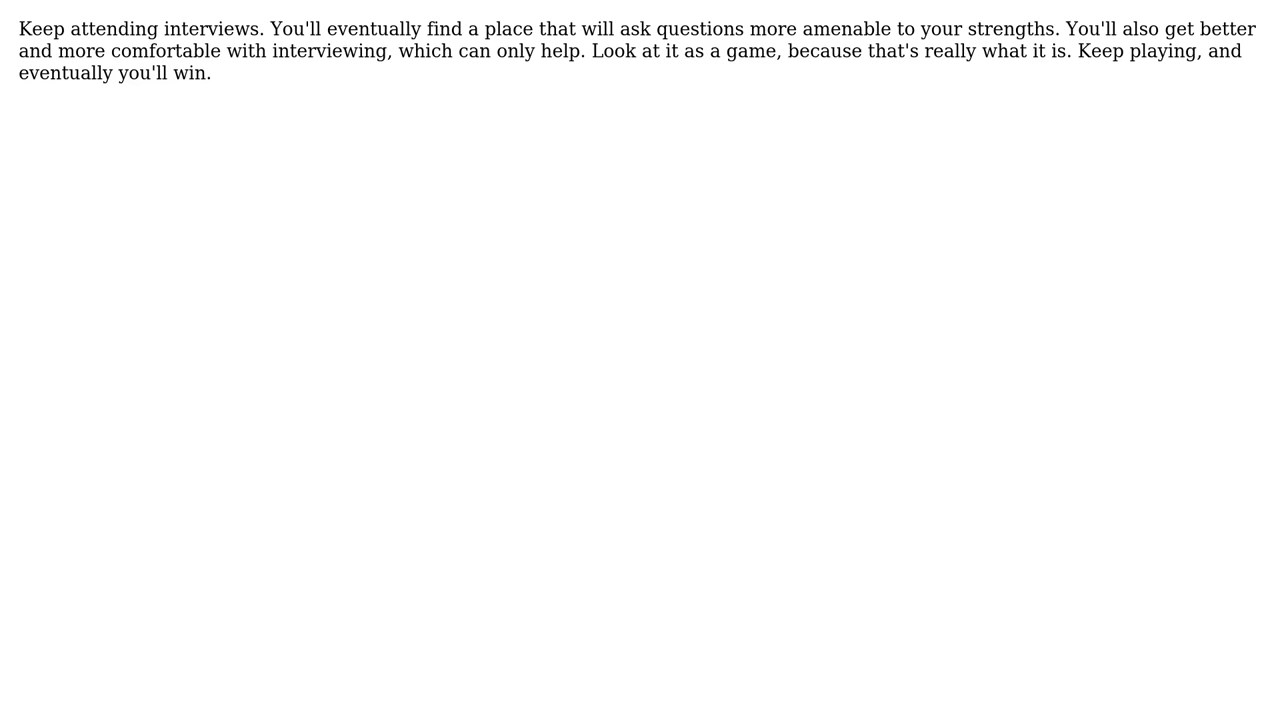 Keep attending interviews. You'll eventually find a place that will ask questions more amenable to your strengths. You'll also get better
and more comfortable with interviewing, which can only help. Look at it as a game, because that's really what it is. Keep playing, and
eventually you'll win.